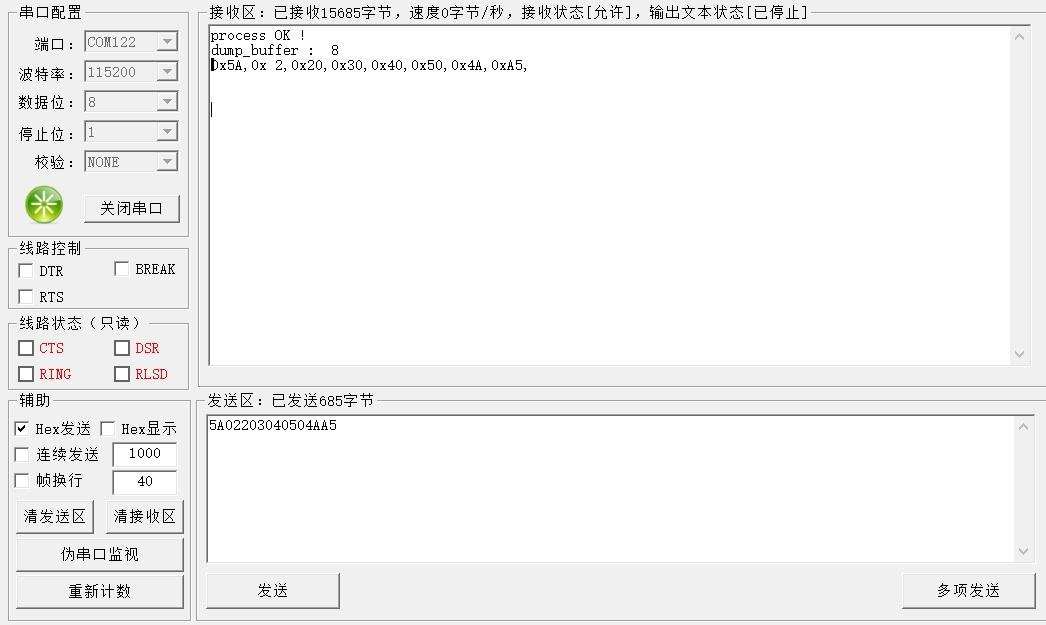 串口配置
端口： COM122
波特率： 115200
数据位： 8
停止位： 1
校验： NONE
关闭串口
线路控制
DTR BREAK
RTS
线路状态（只读）
CTS DSR
RING RLSD
辅助
Hex发送 Hex显示
连续发送 1000
帧换行 40
清发送区 清接收区
伪串口监视
重新计数
接收区：已接收15685字节，速度0字节/秒，接收状态[允许]，输出文本状态[已停止]
process OK !
dump_buffer :  8
0x5A,0x 2,0x20,0x30,0x40,0x50,0x4A,0xA5,
发送区：已发送685字节
5A02203040504AA5
发送 多项发送